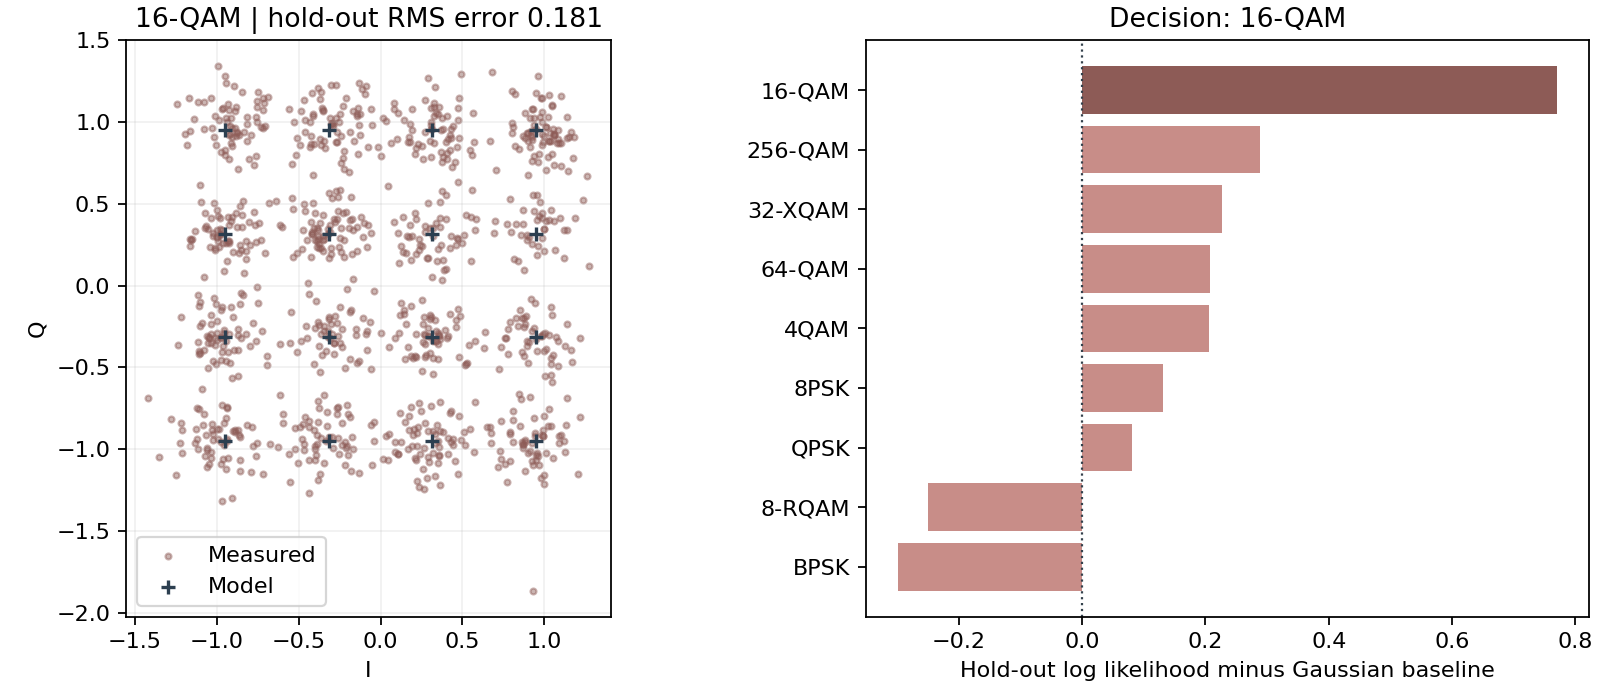 16-QAM | hold-out RMS error 0.181
1.5
1.0
0.5
0.0
−0.5
−1.0
−1.5
−2.0
Q
Measured
Model
−1.5
−1.0
−0.5
0.0
0.5
1.0
I
Decision: 16-QAM
16-QAM
256-QAM
32-XQAM
64-QAM
4QAM
8PSK
QPSK
8-RQAM
BPSK
−0.2
0.0
0.2
0.4
0.6
0.8
Hold-out log likelihood minus Gaussian baseline